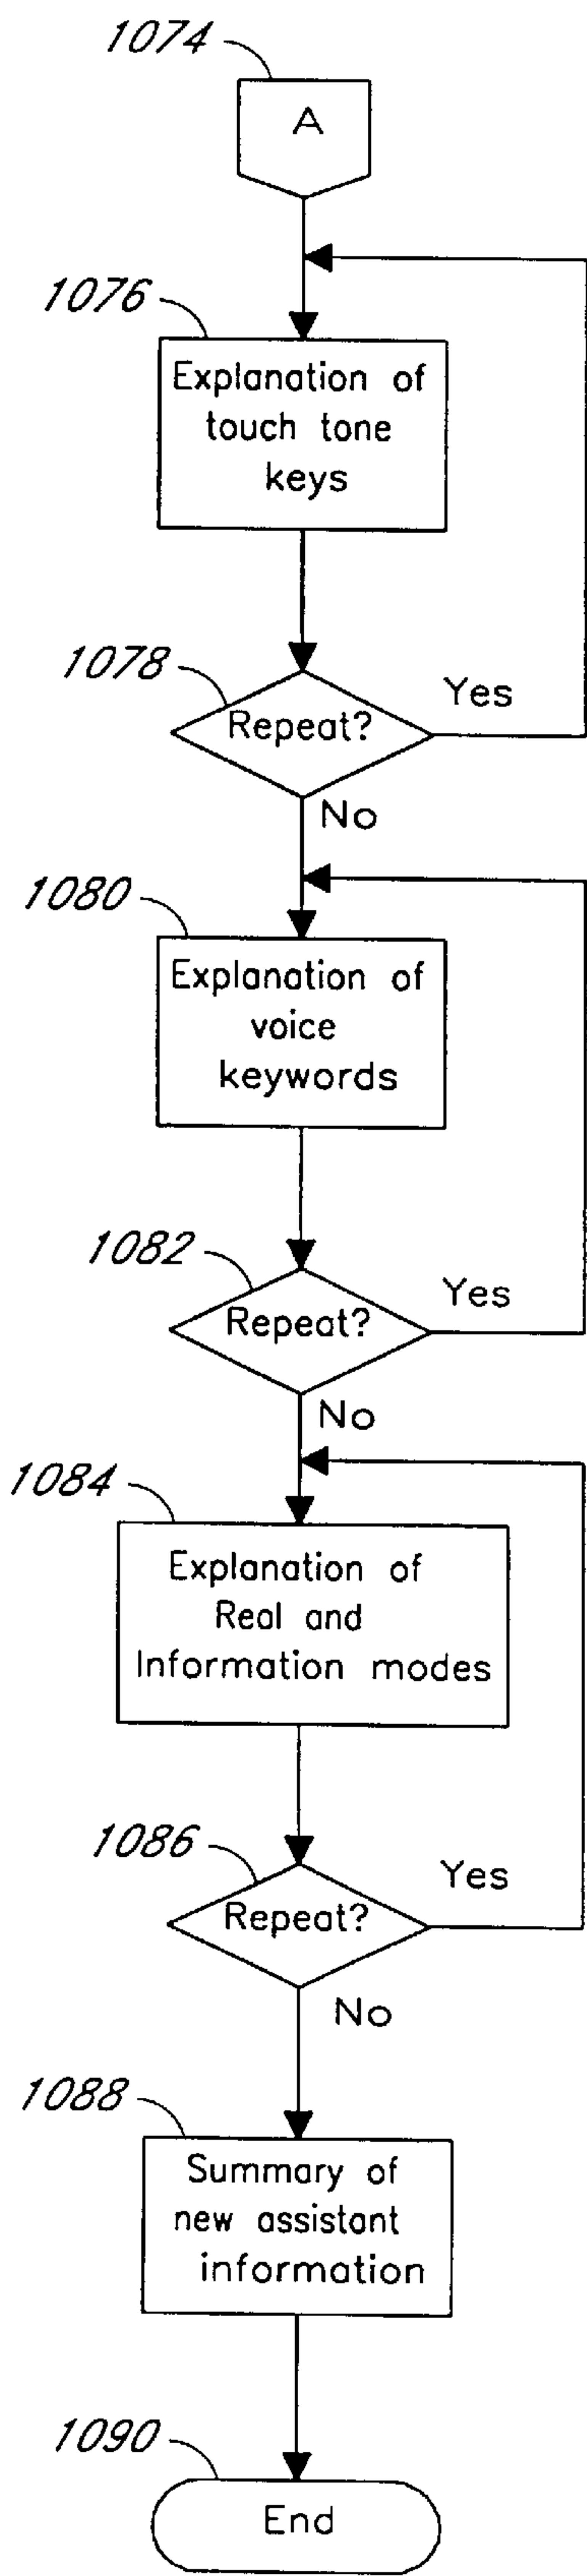 1074
A
1076
Explanation of
touch tone
keys
1078
Repeat?
Yes
No
1080
Explanation of
voice
keywords
1082
Repeat?
Yes
No
1084
Explanation of
Real and
Information modes
1086
Repeat?
Yes
No
1088
Summary of
new assistant
information
1090
End